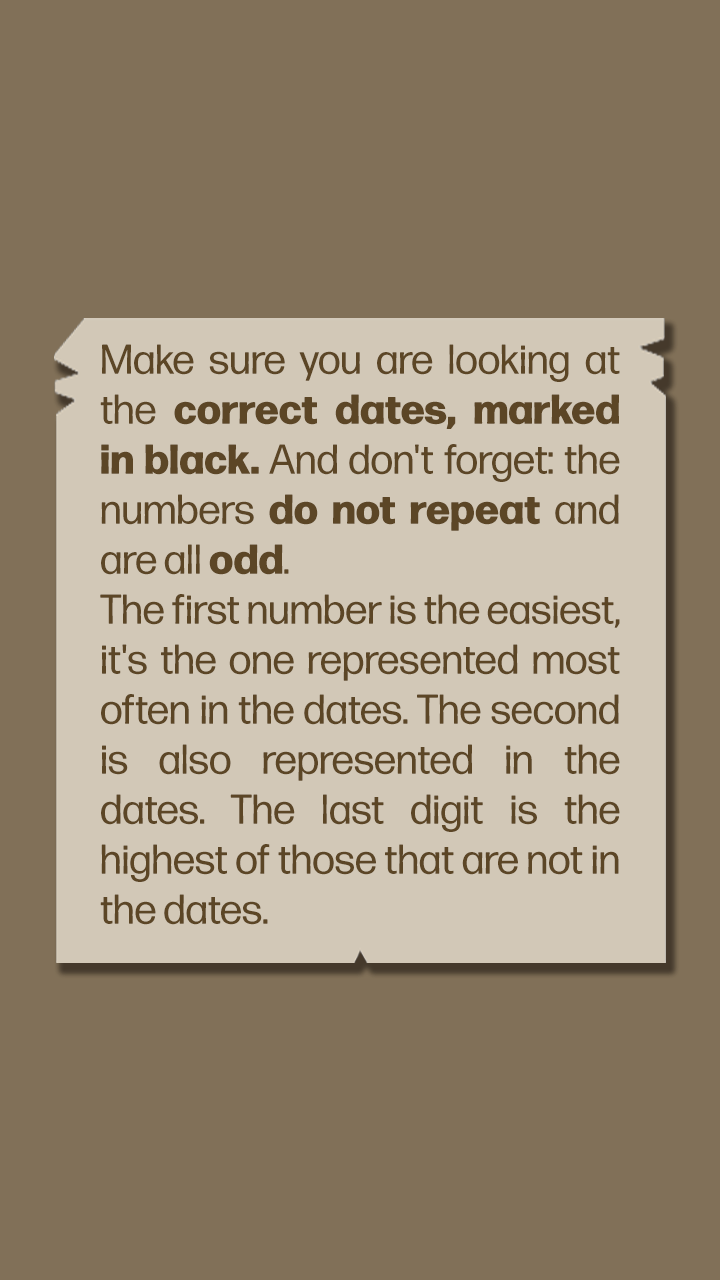 Make sure you are looking at
the correct dates, marked
in black. And don't forget: the
numbers do not repeat and
are all odd.
The first number is the easiest,
it's the one represented most
often in the dates. The second
is also represented in the
dates. The last digit is the
highest of those that are not in
the dates.